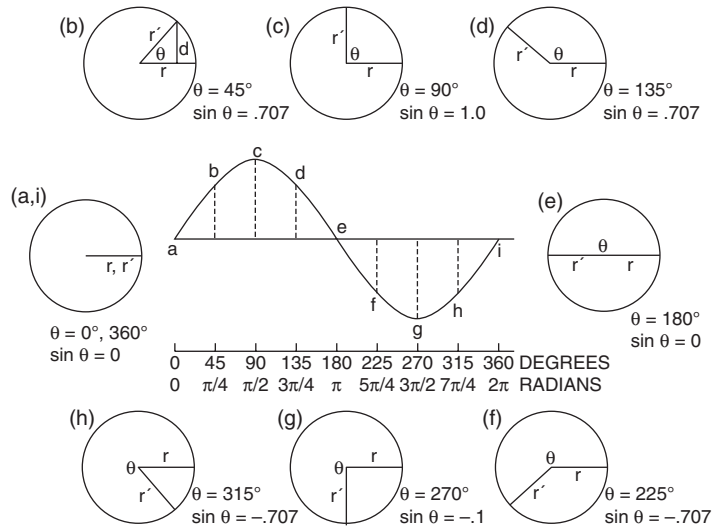 (b)
r´
θ
d
r
θ = 45°
sin θ = .707
(c)
r´
θ
r
θ = 90°
sin θ = 1.0
(d)
r´
θ
r
θ = 135°
sin θ = .707
(a,i)
r, r´
θ = 0°, 360°
sin θ = 0
a
b
c
d
e
f
g
h
i
(e)
θ
r´
r
θ = 180°
sin θ = 0
0 45 90 135 180 225 270 315 360 DEGREES
0 π/4 π/2 3π/4 π 5π/4 3π/2 7π/4 2π RADIANS
(h)
θ
r
r´
θ = 315°
sin θ = –.707
(g)
θ
r
r´
θ = 270°
sin θ = –.1
(f)
θ
r´
r
θ = 225°
sin θ = –.707